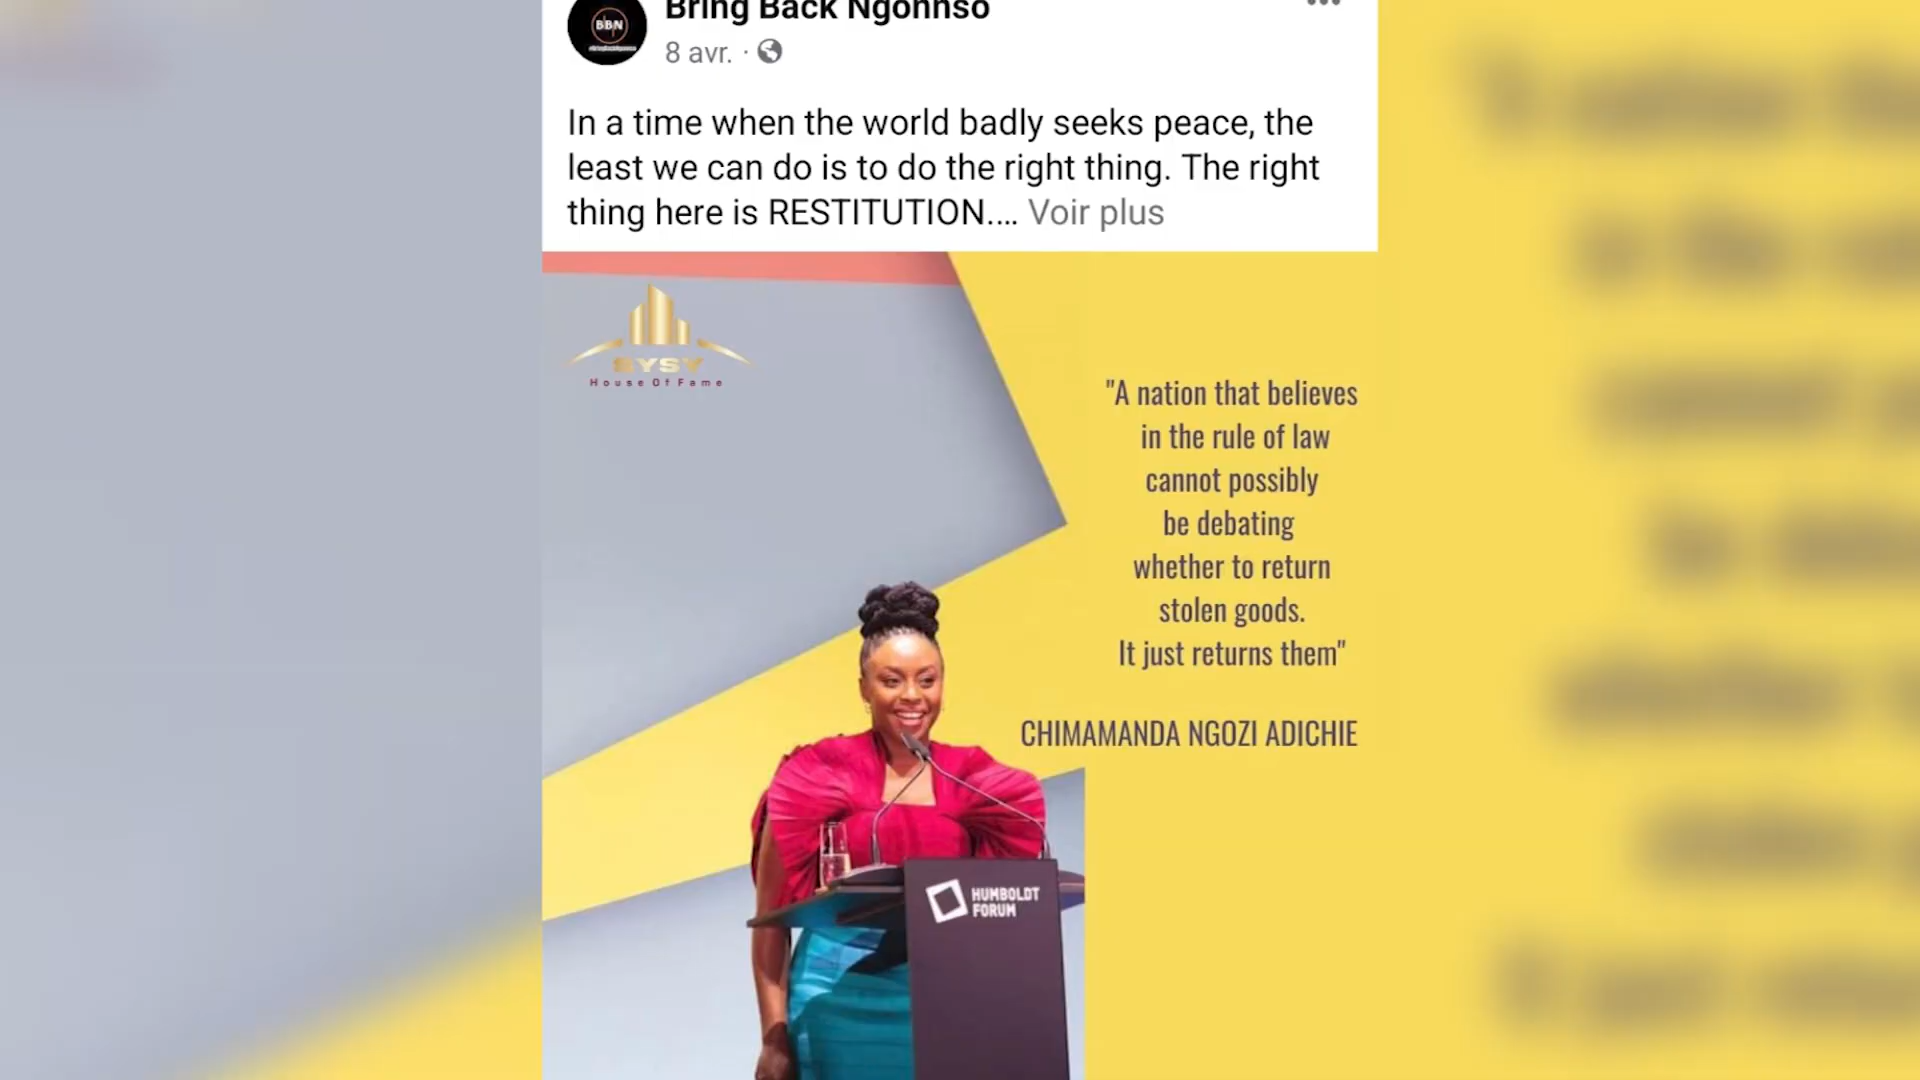 Bring Back Ngonnso
BBN
8 avr. ·
In a time when the world badly seeks peace, the
least we can do is to do the right thing. The right
thing here is RESTITUTION.... Voir plus
SYSY
House Of Fame
"A nation that believes
in the rule of law
cannot possibly
be debating
whether to return
stolen goods.
It just returns them"
CHIMAMANDA NGOZI ADICHIE
HUMBOLDT
FORUM